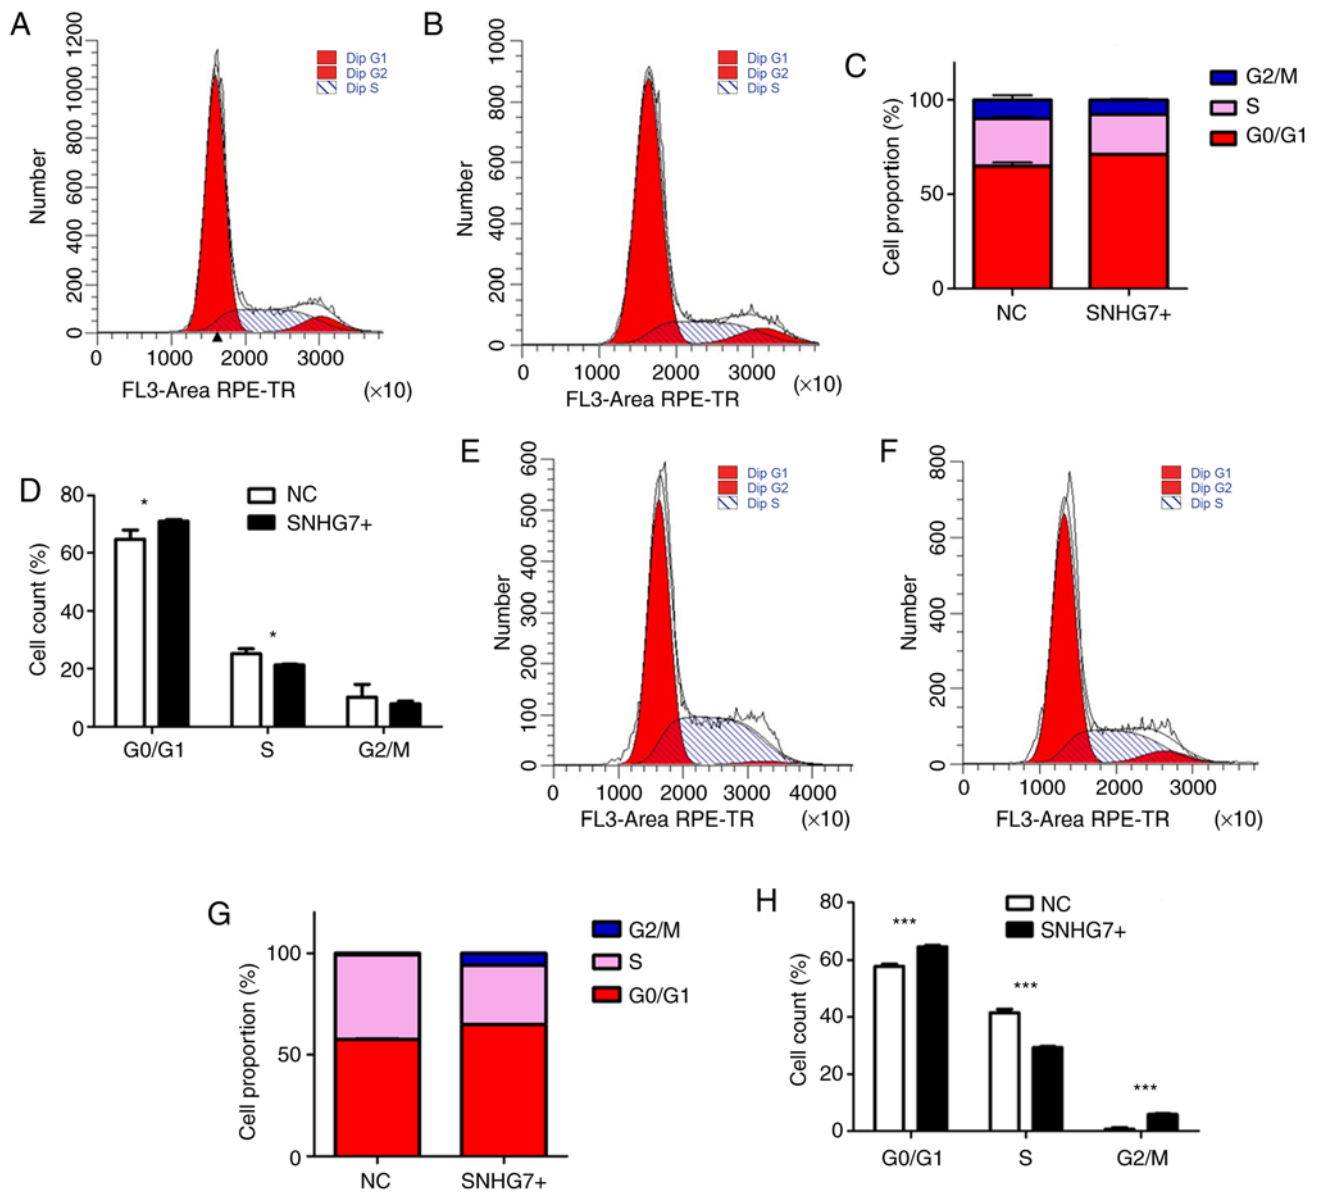 A
1200
1000
800
600
400
200
0
Number
Dip G1
Dip G2
Dip S
0 1000 2000 3000
FL3-Area RPE-TR (×10)
B
1000
800
600
400
200
0
Number
Dip G1
Dip G2
Dip S
0 1000 2000 3000
FL3-Area RPE-TR (×10)
C
100
50
0
Cell proportion (%)
G2/M
S
G0/G1
NC SNHG7+
D
80
60
40
20
0
Cell count (%)
NC
SNHG7+
*
*
G0/G1 S G2/M
E
600
500
400
300
200
100
0
Number
Dip G1
Dip G2
Dip S
0 1000 2000 3000 4000
FL3-Area RPE-TR (×10)
F
800
600
400
200
0
Number
Dip G1
Dip G2
Dip S
0 1000 2000 3000
FL3-Area RPE-TR (×10)
G
100
50
0
Cell proportion (%)
G2/M
S
G0/G1
NC SNHG7+
H
80
60
40
20
0
Cell count (%)
NC
SNHG7+
***
***
***
G0/G1 S G2/M